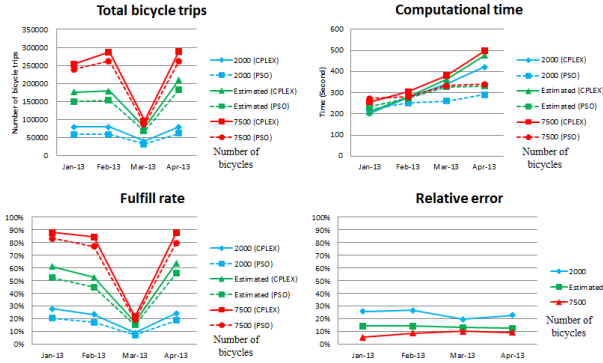 Total bicycle trips
Number of bicycle trips
350000
300000
250000
200000
150000
100000
50000
0
Jan-13 Feb-13 Mar-13 Apr-13
2000 (CPLEX)
2000 (PSO)
Estimated (CPLEX)
Estimated (PSO)
7500 (CPLEX)
7500 (PSO)
Number of
bicycles
Computational time
Time (Second)
600
500
400
300
200
100
0
Jan-13 Feb-13 Mar-13 Apr-13
2000 (CPLEX)
2000 (PSO)
Estimated (CPLEX)
Estimated (PSO)
7500 (CPLEX)
7500 (PSO)
Number of
bicycles
Fulfill rate
100%
90%
80%
70%
60%
50%
40%
30%
20%
10%
0%
Jan-13 Feb-13 Mar-13 Apr-13
2000 (CPLEX)
2000 (PSO)
Estimated (CPLEX)
Estimated (PSO)
7500 (CPLEX)
7500 (PSO)
Number of
bicycles
Relative error
100%
90%
80%
70%
60%
50%
40%
30%
20%
10%
0%
Jan-13 Feb-13 Mar-13 Apr-13
2000
Estimated
7500
Number of
bicycles